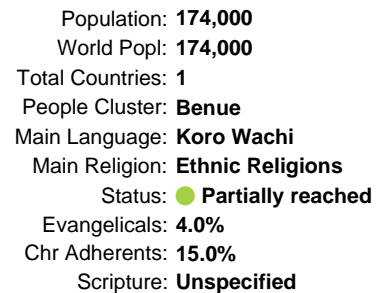 Population: 174,000
World Popl: 174,000
Total Countries: 1
People Cluster: Benue
Main Language: Koro Wachi
Main Religion: Ethnic Religions
Status: Partially reached
Evangelicals: 4.0%
Chr Adherents: 15.0%
Scripture: Unspecified